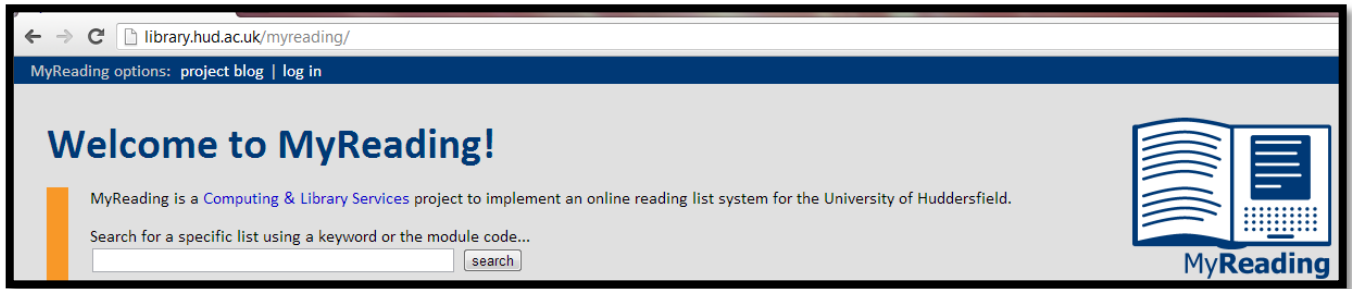 library.hud.ac.uk/myreading/
MyReading options: project blog | log in
Welcome to MyReading!
MyReading is a Computing & Library Services project to implement an online reading list system for the University of Huddersfield.
Search for a specific list using a keyword or the module code...
search
MyReading